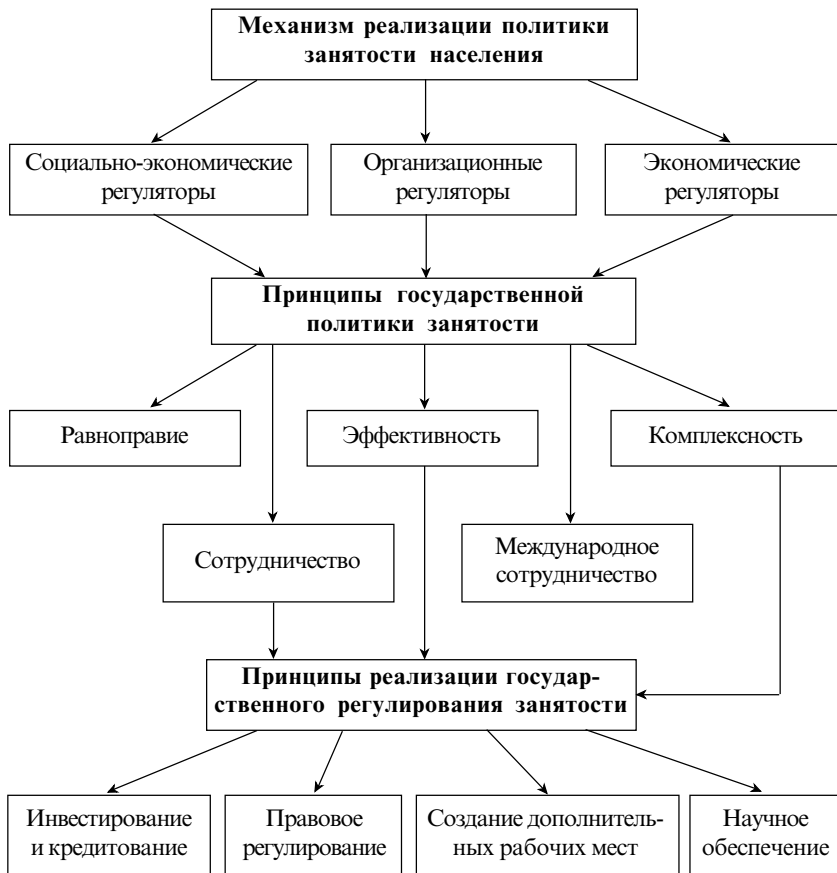 Механизм реализации политики
занятости населения
Социально-экономические
регуляторы
Организационные
регуляторы
Экономические
регуляторы
Принципы государственной
политики занятости
Равноправие
Эффективность
Комплексность
Сотрудничество
Международное
сотрудничество
Принципы реализации государ-
ственного регулирования занятости
Инвестирование
и кредитование
Правовое
регулирование
Создание дополнитель-
ных рабочих мест
Научное
обеспечение